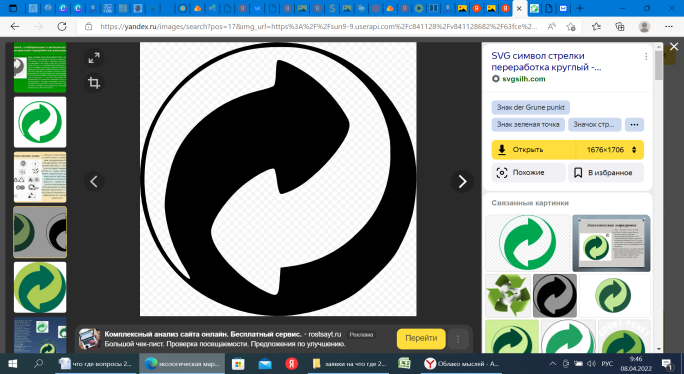 https://yandex.ru/images/search?pos=17&img_url=https%3A%2F%2Fsun9-9.userapi.com%2Fc841128%2Fv841128682%2F63fce%2...
SVG символ стрелки
переработка круглый -...
svgsilh.com
Знак der Grune punkt
Знак зеленая точка
Значок стр...
Открыть
1676×1706
Похожие
В избранное
Связанные картинки
Комплексный анализ сайта онлайн. Бесплатный сервис. · rostsayt.ru Реклама
Большой чек-лист. Проверка посещаемости. Предложения по улучшению.
Перейти
что где вопросы 2...
экологическая мар...
заявки на что где 2...
Облако мыслей - A...
РУС
9:46
08.04.2022